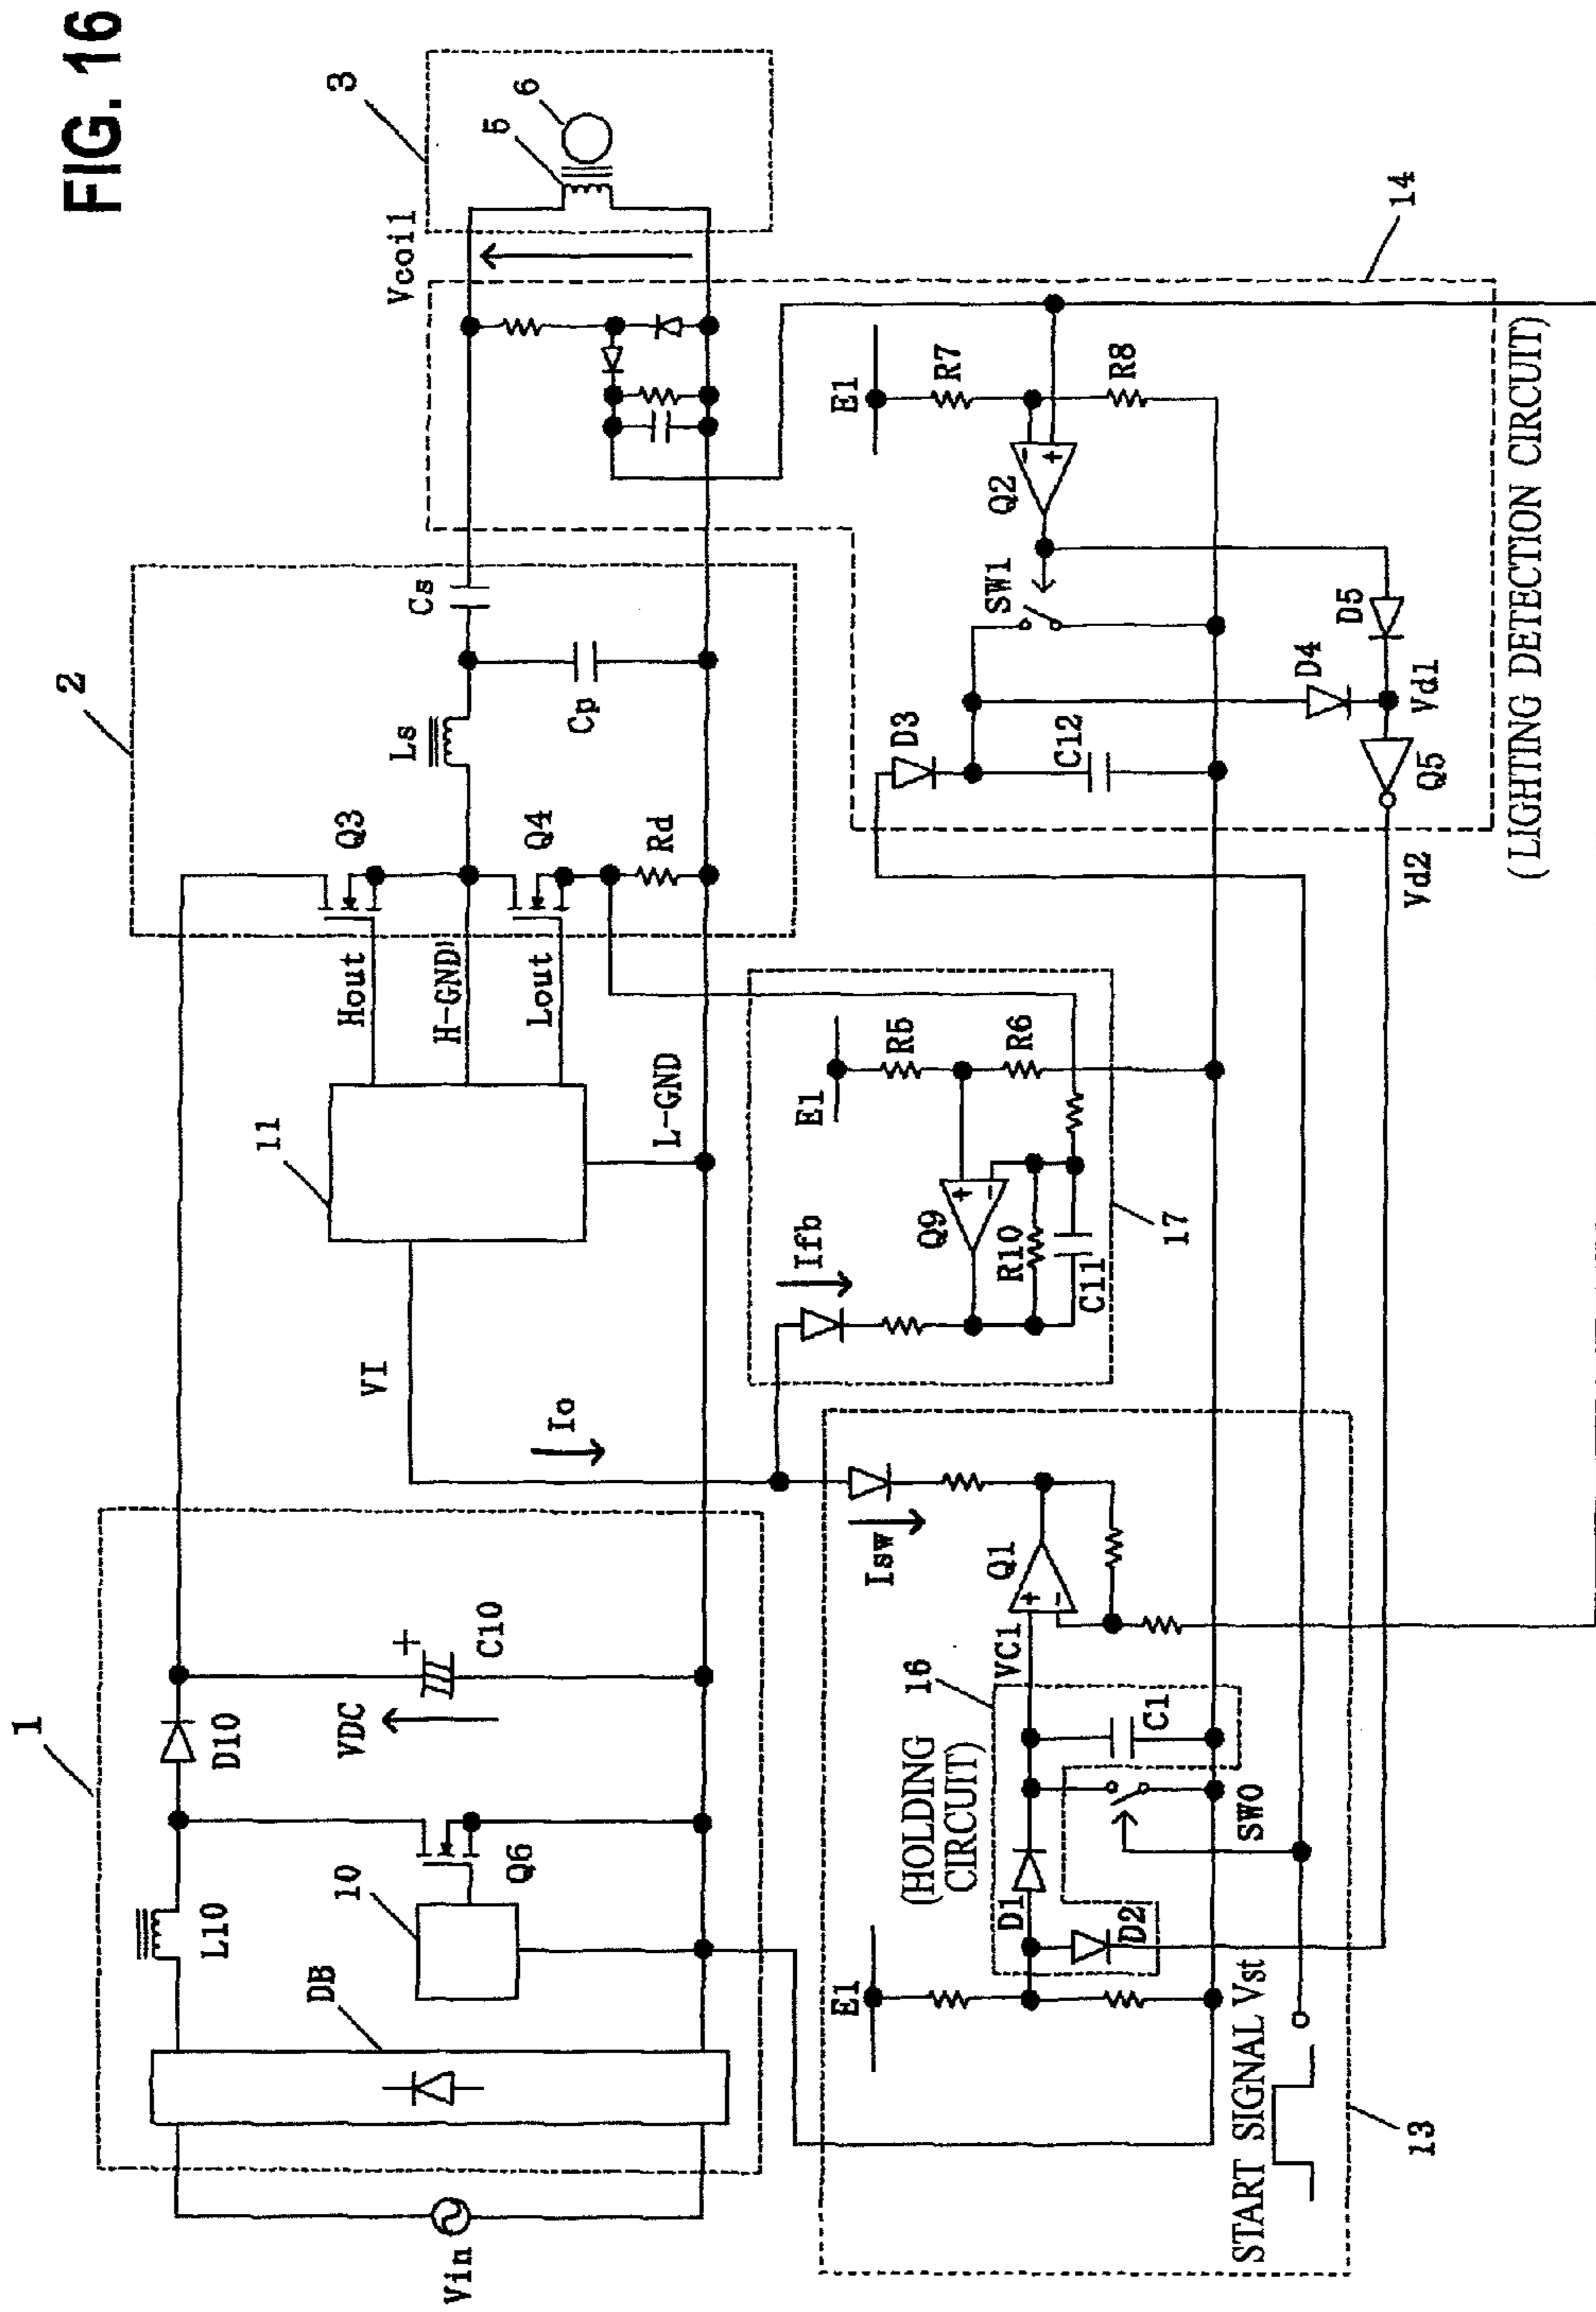 FIG. 16
1
2
3
Vin
DB
L10
10
Q6
D10
VDC
+
C10
11
VI
Io
Hout
H-GND
Lout
L-GND
Q3
Q4
Rd
Ls
Cp
Cs
Vcoil
5
6
E1
R5
R6
Q9
+
−
R10
C11
Ifb
17
E1
R7
R8
Q2
−
+
SW1
D3
C12
D4
D5
Vd1
Q5
Vd2
14
(LIGHTING DETECTION CIRCUIT)
E1
(HOLDING
CIRCUIT)
16
D1
D2
VC1
C1
SW0
Q1
+
−
Isw
START SIGNAL Vst
13